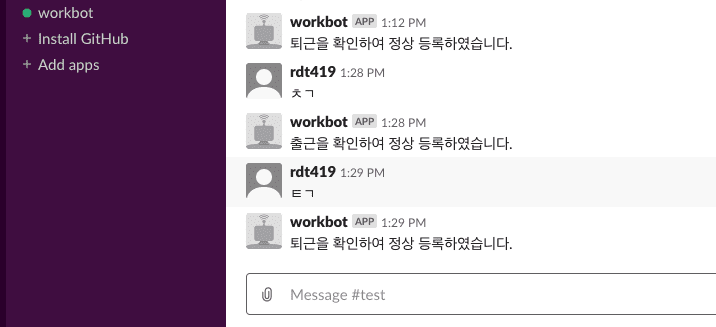 workbot
+ Install GitHub
+ Add apps
workbot APP 1:12 PM
퇴근을 확인하여 정상 등록하였습니다.
rdt419 1:28 PM
ㅊㄱ
workbot APP 1:28 PM
출근을 확인하여 정상 등록하였습니다.
rdt419 1:29 PM
ㅌㄱ
workbot APP 1:29 PM
퇴근을 확인하여 정상 등록하였습니다.
Message #test